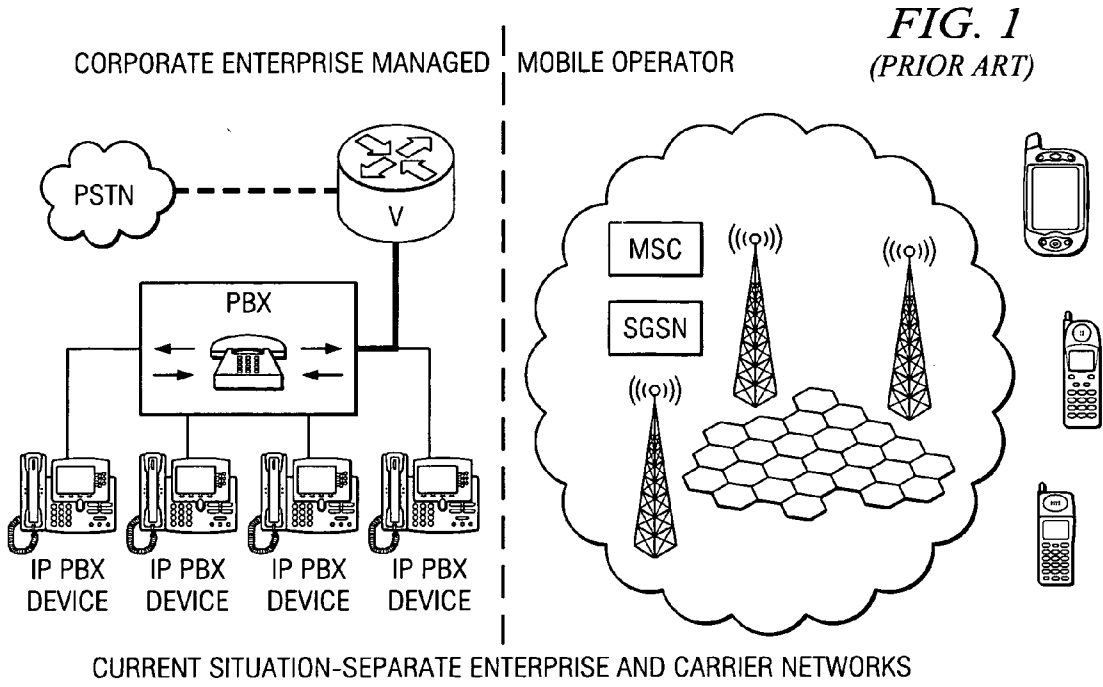 FIG. 1
(PRIOR ART)
CORPORATE ENTERPRISE MANAGED
MOBILE OPERATOR
PSTN
V
MSC
SGSN
PBX
IP PBX
DEVICE
IP PBX
DEVICE
IP PBX
DEVICE
IP PBX
DEVICE
CURRENT SITUATION-SEPARATE ENTERPRISE AND CARRIER NETWORKS